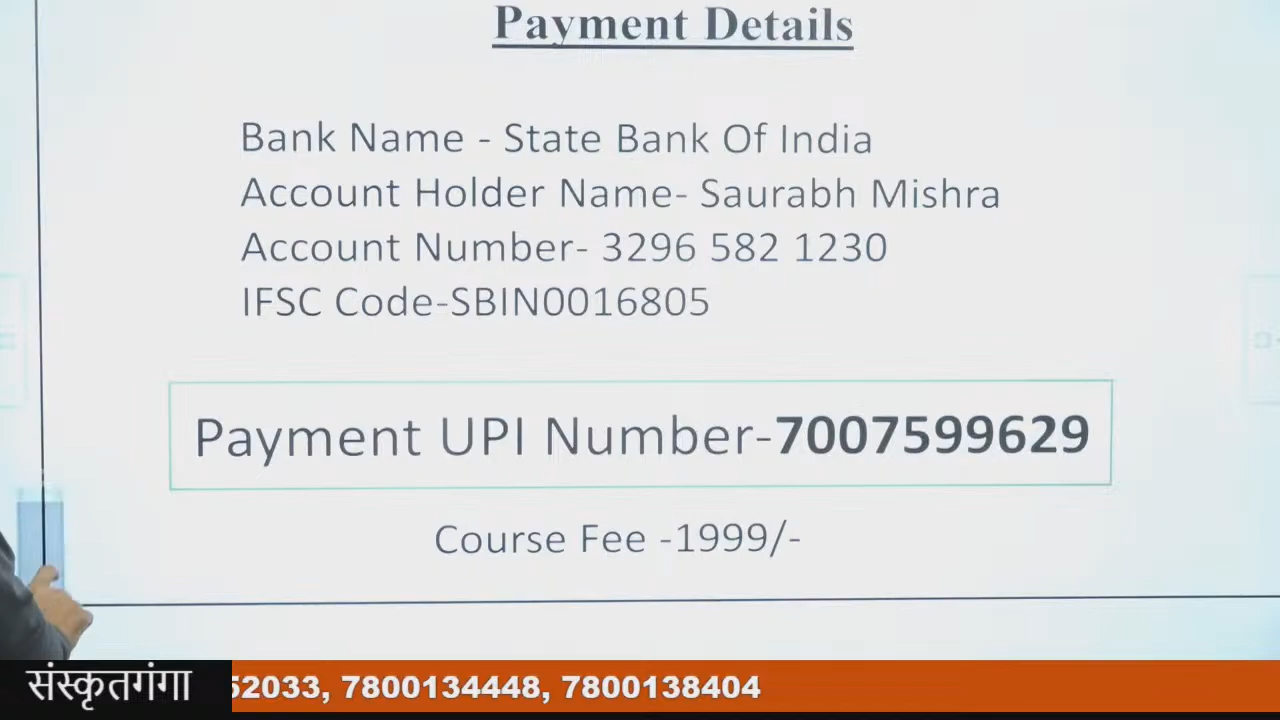 Payment Details
Bank Name - State Bank Of India
Account Holder Name- Saurabh Mishra
Account Number- 3296 582 1230
IFSC Code-SBIN0016805
Payment UPI Number-7007599629
Course Fee -1999/-
संस्कृतगंगा 52033, 7800134448, 7800138404